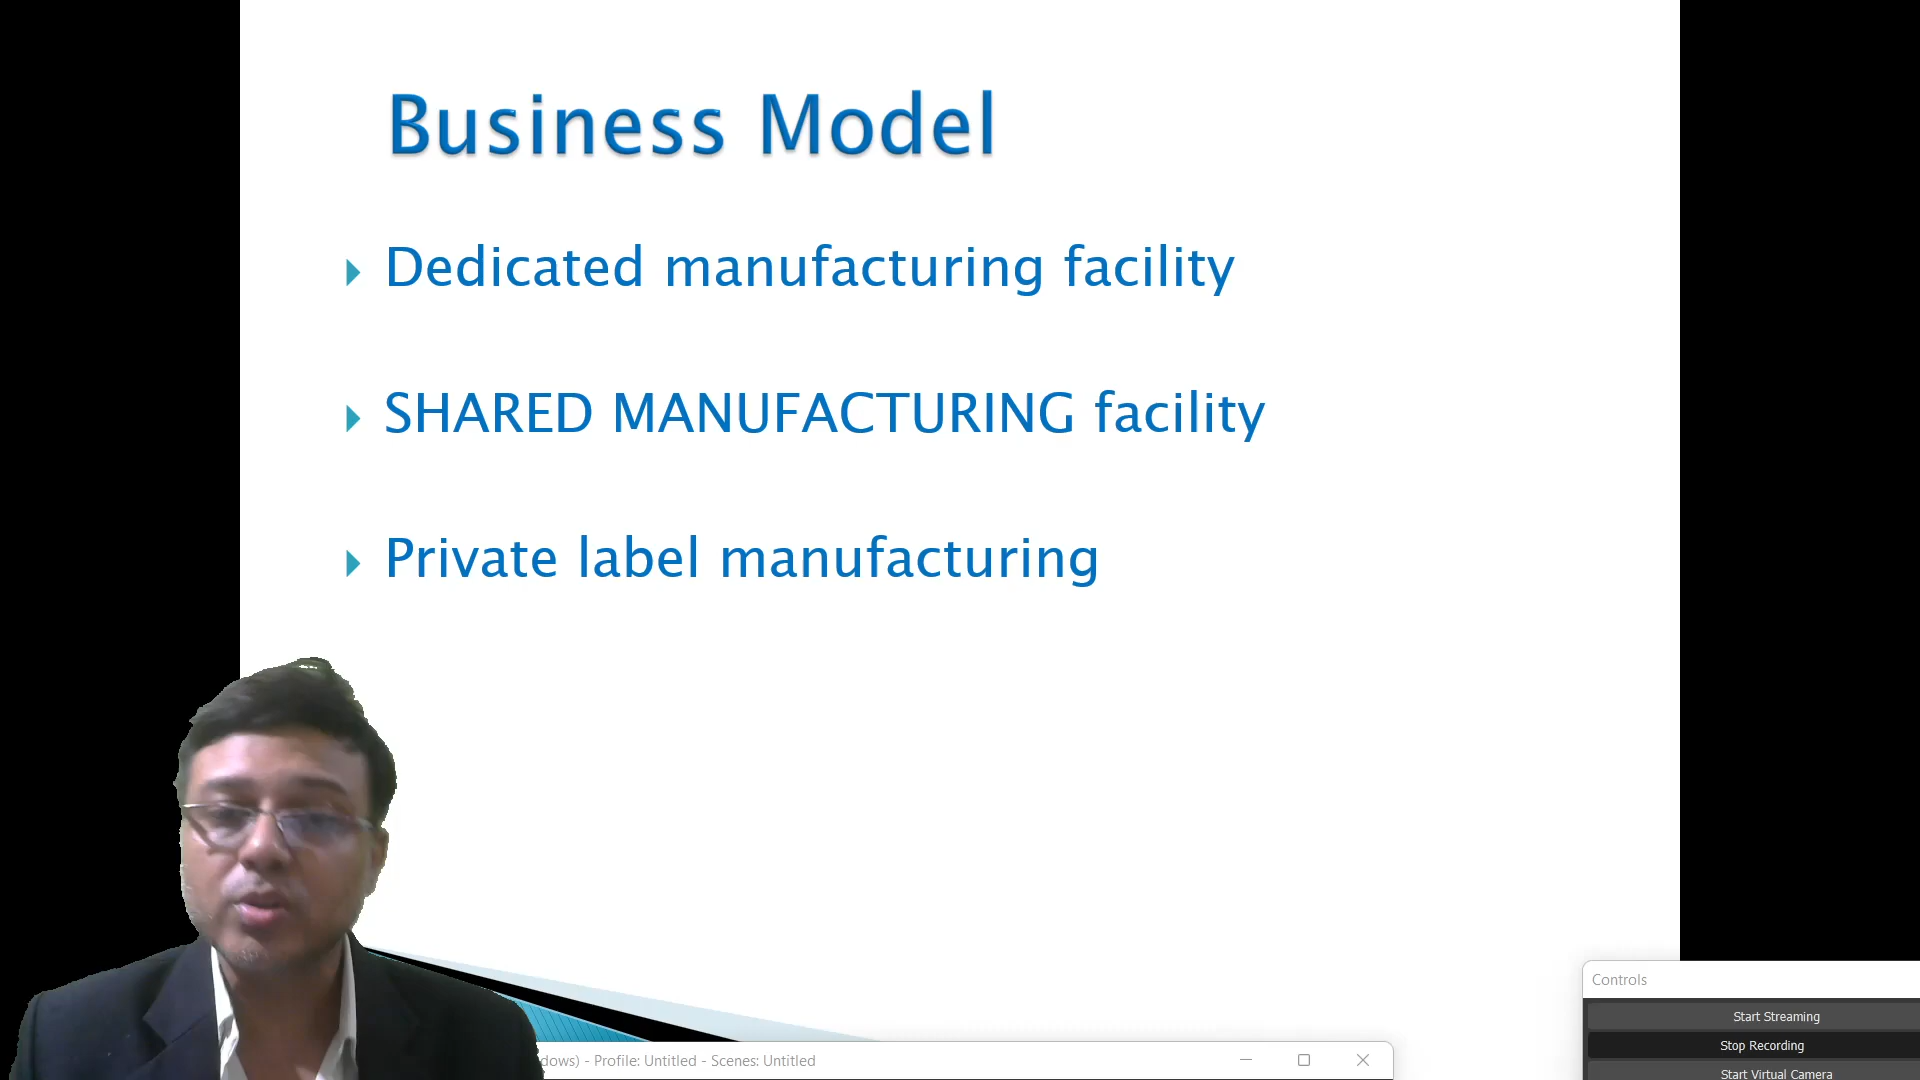 Business Model
Dedicated manufacturing facility
SHARED MANUFACTURING facility
Private label manufacturing
Controls
Start Streaming
Stop Recording
Start Virtual Camera
dows) - Profile: Untitled - Scenes: Untitled